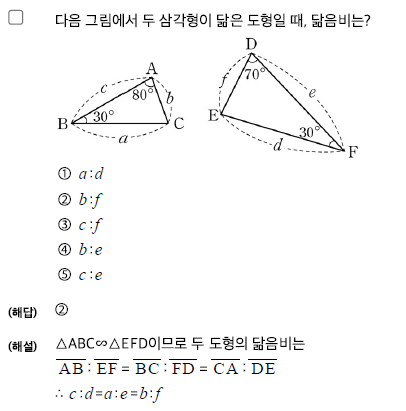 다음 그림에서 두 삼각형이 닮은 도형일 때, 닮음비는?
D
A
c
80°
b
f
70°
e
B
30°
C
E
a
30°
d
F
① a:d
② b:f
③ c:f
④ b:e
⑤ c:e
(해답) ②
(해설) △ABC∽△EFD이므로 두 도형의 닮음비는
AB:EF=BC:FD=CA:DE
∴ c:d=a:e=b:f